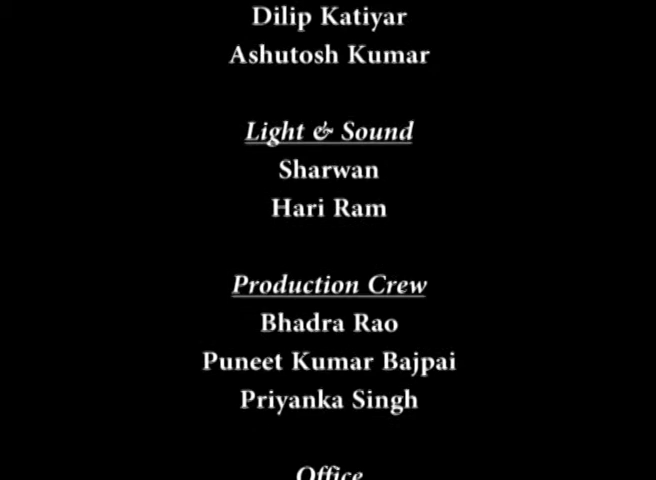 Dilip Katiyar
Ashutosh Kumar
Light & Sound
Sharwan
Hari Ram
Production Crew
Bhadra Rao
Puneet Kumar Bajpai
Priyanka Singh
Office